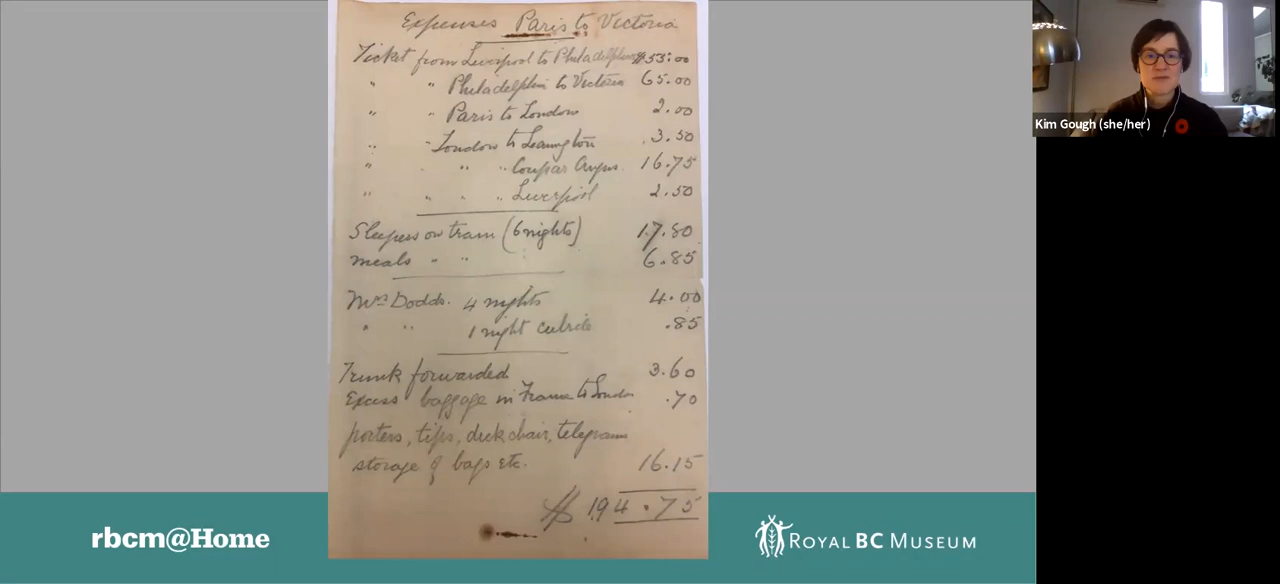 Expenses Paris to Victoria
Ticket from Liverpool to Philadelphia $55.00
" " Philadelphia to Victoria 65.00
" " Paris to London 2.00
" " London to Leamington 3.50
" " " " Coupar Angus 16.75
" " " " Liverpool 2.50
Sleepers on train (6 nights) 17.80
meals " " 6.85
Mrs Dodds. 4 nights 4.00
" " 1 night cubicle .85
Trunk forwarded 3.60
Excess baggage in France to London .70
porters, tips, deck chair, telegrams
storage of bags etc. 16.15
$ 194.75
rbcm@Home
ROYAL BC MUSEUM
Kim Gough (she/her)